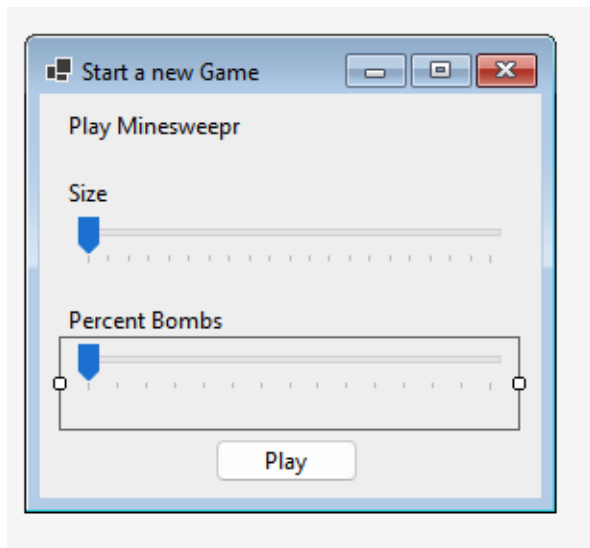 Start a new Game
Play Minesweepr
Size
Percent Bombs
Play